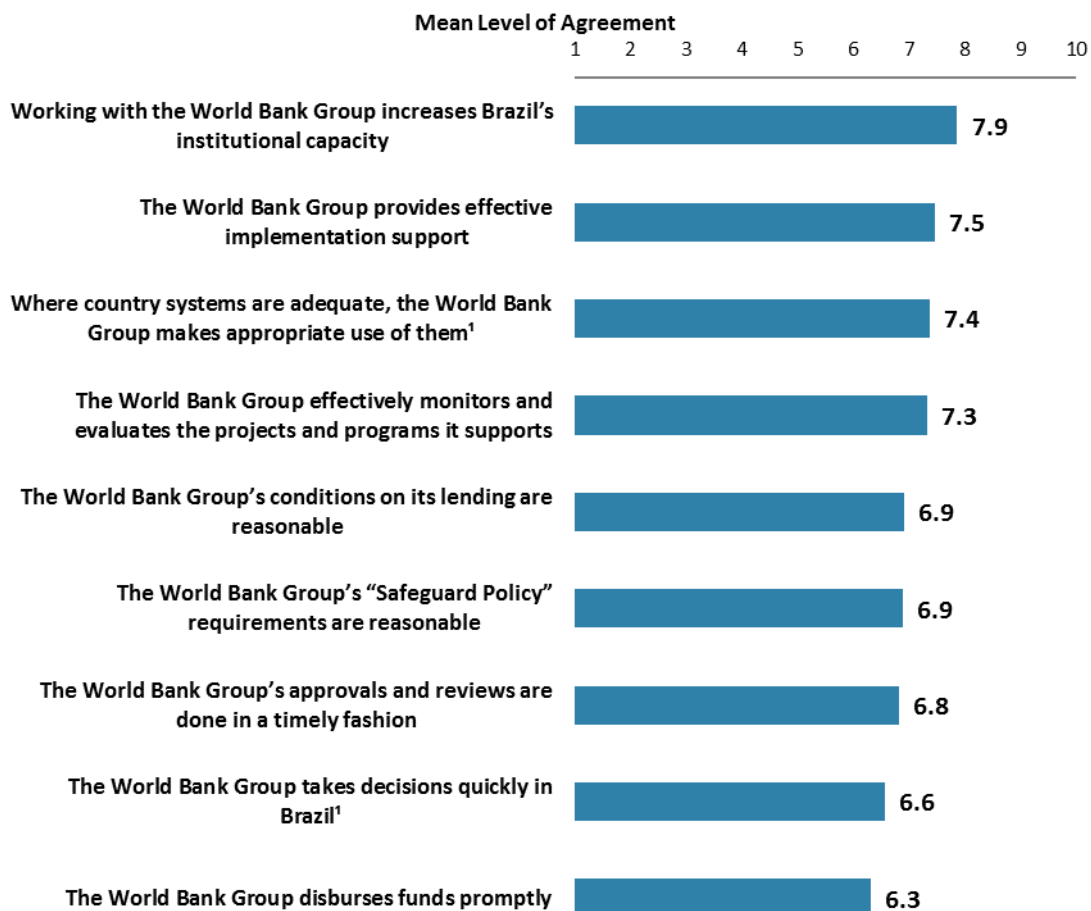 Mean Level of Agreement
1 2 3 4 5 6 7 8 9 10
Working with the World Bank Group increases Brazil’s
institutional capacity
7.9
The World Bank Group provides effective
implementation support
7.5
Where country systems are adequate, the World Bank
Group makes appropriate use of them¹
7.4
The World Bank Group effectively monitors and
evaluates the projects and programs it supports
7.3
The World Bank Group’s conditions on its lending are
reasonable
6.9
The World Bank Group’s “Safeguard Policy”
requirements are reasonable
6.9
The World Bank Group’s approvals and reviews are
done in a timely fashion
6.8
The World Bank Group takes decisions quickly in
Brazil¹
6.6
The World Bank Group disburses funds promptly
6.3